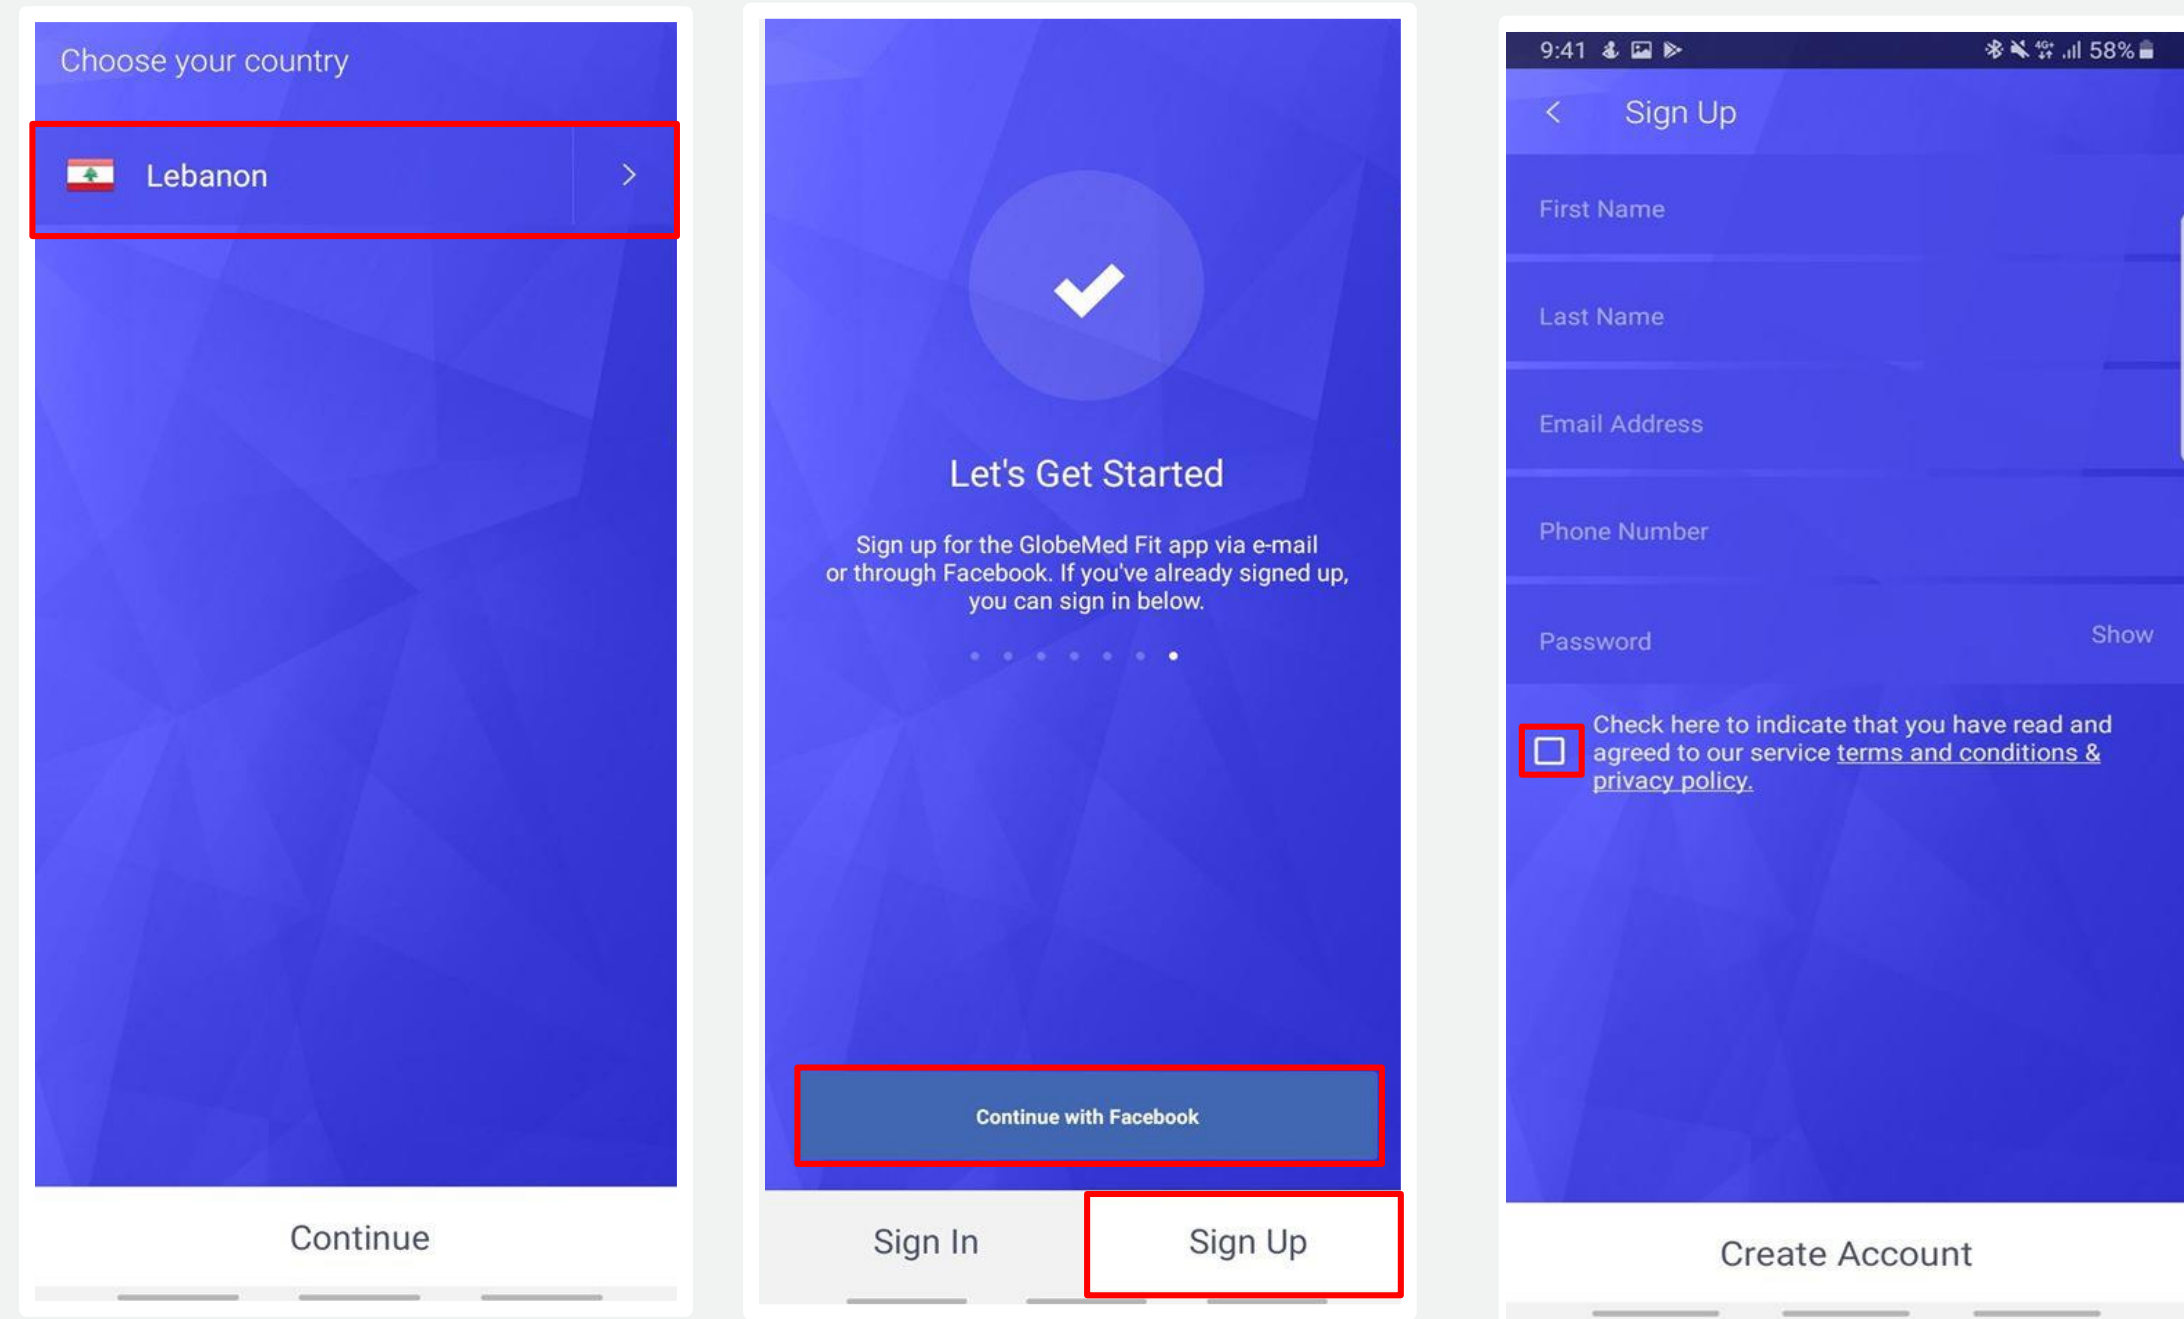 Choose your country
Lebanon
Continue
Let's Get Started
Sign up for the GlobeMed Fit app via e-mail
or through Facebook. If you've already signed up,
you can sign in below.
Continue with Facebook
Sign In
Sign Up
9:41
4G+ 58%
Sign Up
First Name
Last Name
Email Address
Phone Number
Password
Show
Check here to indicate that you have read and
agreed to our service terms and conditions &
privacy policy.
Create Account